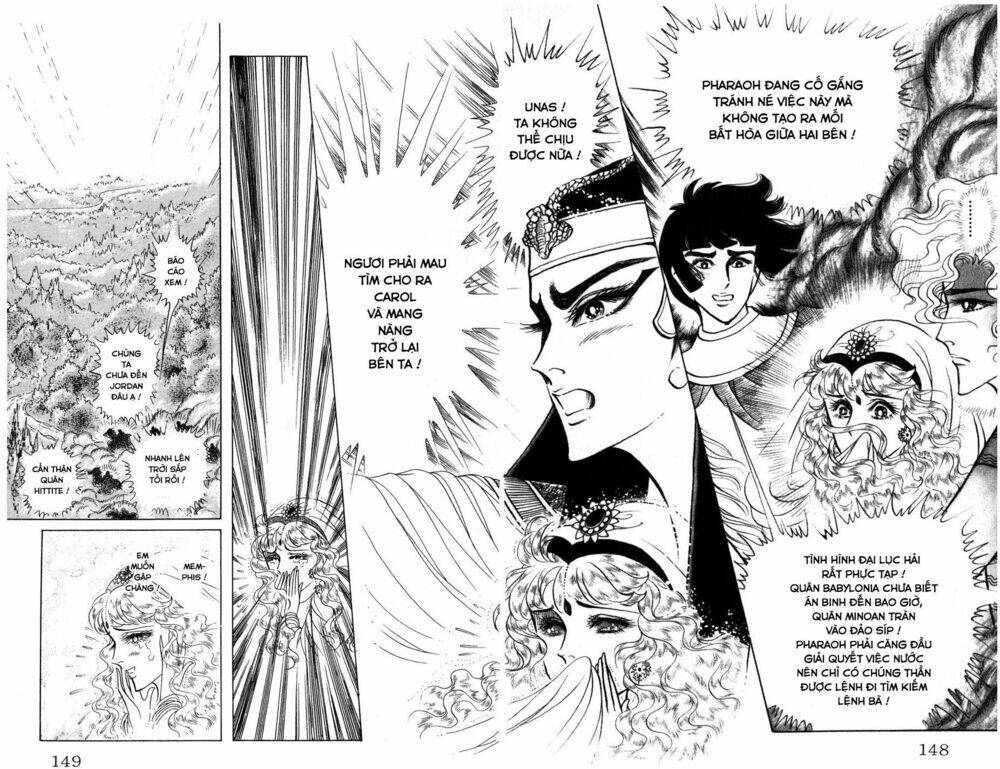 PHARAOH ĐANG CỐ GẮNG
TRÁNH NÉ VIỆC NÀY MÀ
KHÔNG TẠO RA MỐI
BẤT HÒA GIỮA HAI BÊN !
.........
TÌNH HÌNH ĐẠI LỤC HẢI
RẤT PHỰC TẠP !
QUÂN BABYLONIA CHƯA BIẾT
ÁN BINH ĐẾN BAO GIỜ,
QUÂN MINOAN TRÀN
VÀO ĐẢO SÍP !
PHARAOH PHẢI CĂNG ĐẦU
GIẢI QUYẾT VIỆC NƯỚC
NÊN CHỈ CÓ CHÚNG THẦN
ĐƯỢC LỆNH ĐI TÌM KIẾM
LỆNH BÀ !
UNAS !
TA KHÔNG
THỂ CHỊU
ĐƯỢC NỮA !
NGƯƠI PHẢI MAU
TÌM CHO RA
CAROL
VÀ MANG
NÀNG
TRỞ LẠI
BÊN TA !
148
BÁO
CÁO
XEM !
CHÚNG
TA
CHƯA ĐẾN
JORDAN
ĐÂU Ạ !
NHANH LÊN
TRỜI SẮP
TỐI RỒI !
CẨN THẬN
QUÂN
HITTITE !
MEM-
PHIS !
EM
MUỐN
GẶP
CHÀNG
149